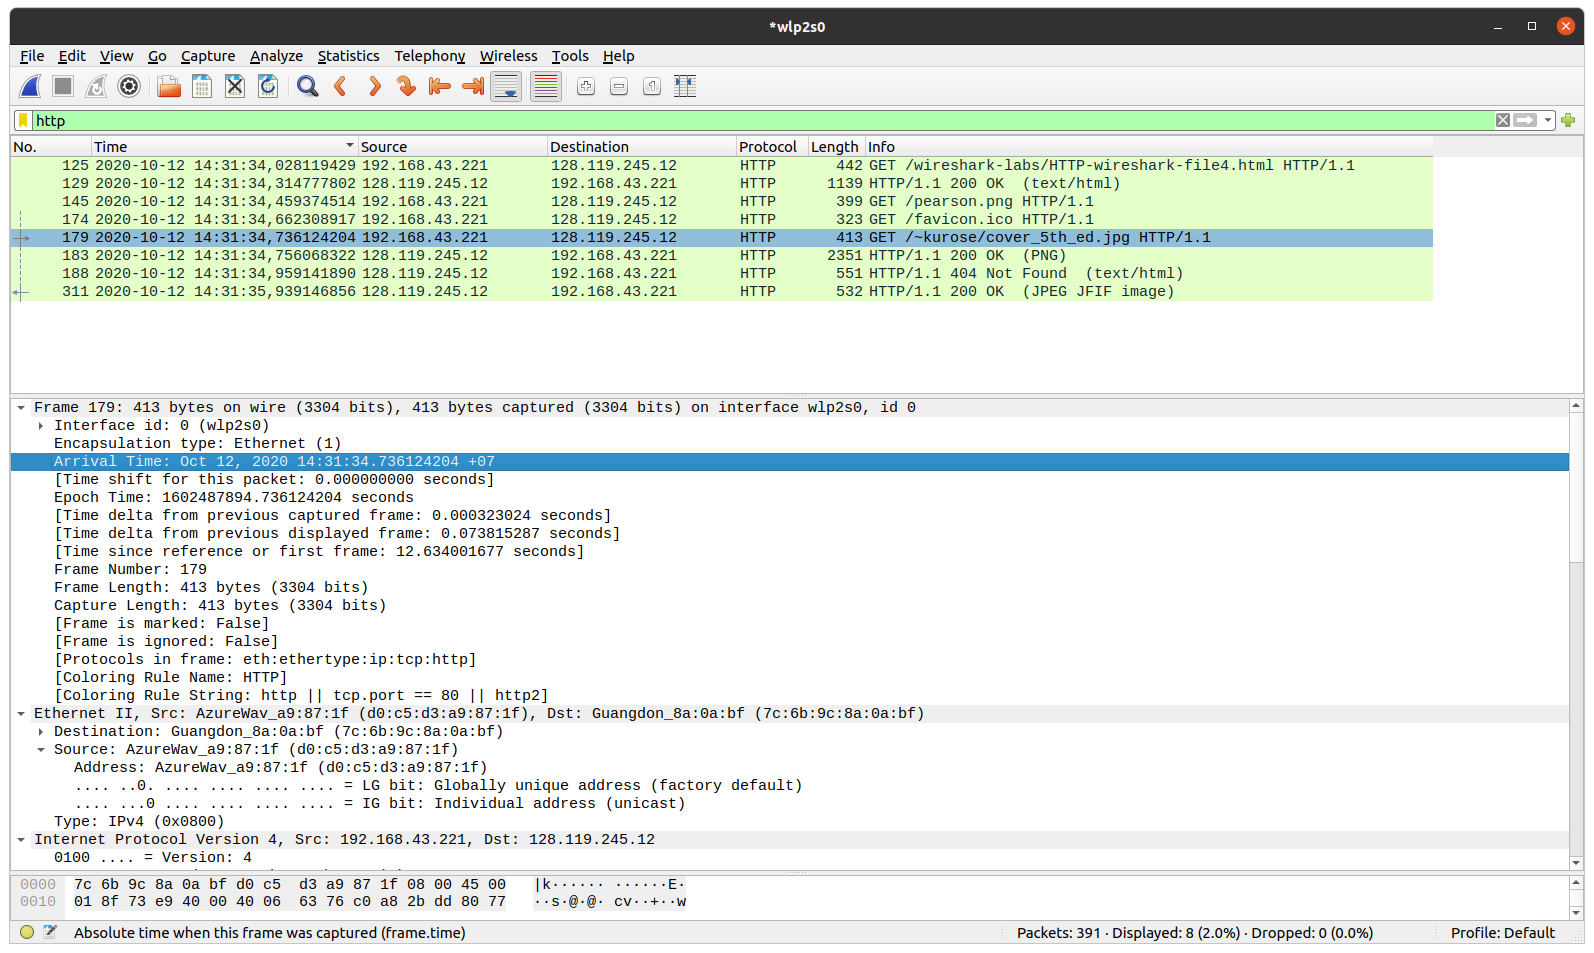 *wlp2s0
File Edit View Go Capture Analyze Statistics Telephony Wireless Tools Help
http
No. Time Source Destination Protocol Length Info
125 2020-10-12 14:31:34,028119429 192.168.43.221 128.119.245.12 HTTP 442 GET /wireshark-labs/HTTP-wireshark-file4.html HTTP/1.1
129 2020-10-12 14:31:34,314777802 128.119.245.12 192.168.43.221 HTTP 1139 HTTP/1.1 200 OK (text/html)
145 2020-10-12 14:31:34,459374514 192.168.43.221 128.119.245.12 HTTP 399 GET /pearson.png HTTP/1.1
174 2020-10-12 14:31:34,662308917 192.168.43.221 128.119.245.12 HTTP 323 GET /favicon.ico HTTP/1.1
179 2020-10-12 14:31:34,736124204 192.168.43.221 128.119.245.12 HTTP 413 GET /~kurose/cover_5th_ed.jpg HTTP/1.1
183 2020-10-12 14:31:34,756068322 128.119.245.12 192.168.43.221 HTTP 2351 HTTP/1.1 200 OK (PNG)
188 2020-10-12 14:31:34,959141890 128.119.245.12 192.168.43.221 HTTP 551 HTTP/1.1 404 Not Found (text/html)
311 2020-10-12 14:31:35,939146856 128.119.245.12 192.168.43.221 HTTP 532 HTTP/1.1 200 OK (JPEG JFIF image)
Frame 179: 413 bytes on wire (3304 bits), 413 bytes captured (3304 bits) on interface wlp2s0, id 0
Interface id: 0 (wlp2s0)
Encapsulation type: Ethernet (1)
Arrival Time: Oct 12, 2020 14:31:34.736124204 +07
[Time shift for this packet: 0.000000000 seconds]
Epoch Time: 1602487894.736124204 seconds
[Time delta from previous captured frame: 0.000323024 seconds]
[Time delta from previous displayed frame: 0.073815287 seconds]
[Time since reference or first frame: 12.634001677 seconds]
Frame Number: 179
Frame Length: 413 bytes (3304 bits)
Capture Length: 413 bytes (3304 bits)
[Frame is marked: False]
[Frame is ignored: False]
[Protocols in frame: eth:ethertype:ip:tcp:http]
[Coloring Rule Name: HTTP]
[Coloring Rule String: http || tcp.port == 80 || http2]
Ethernet II, Src: AzureWav_a9:87:1f (d0:c5:d3:a9:87:1f), Dst: Guangdon_8a:0a:bf (7c:6b:9c:8a:0a:bf)
Destination: Guangdon_8a:0a:bf (7c:6b:9c:8a:0a:bf)
Source: AzureWav_a9:87:1f (d0:c5:d3:a9:87:1f)
Address: AzureWav_a9:87:1f (d0:c5:d3:a9:87:1f)
.... ..0. .... .... .... .... = LG bit: Globally unique address (factory default)
.... ...0 .... .... .... .... = IG bit: Individual address (unicast)
Type: IPv4 (0x0800)
Internet Protocol Version 4, Src: 192.168.43.221, Dst: 128.119.245.12
0100 .... = Version: 4
0000 7c 6b 9c 8a 0a bf d0 c5 d3 a9 87 1f 08 00 45 00 |k······ ······E·
0010 01 8f 73 e9 40 00 40 06 63 76 c0 a8 2b dd 80 77 ··s·@·@· cv··+··w
Absolute time when this frame was captured (frame.time) Packets: 391 · Displayed: 8 (2.0%) · Dropped: 0 (0.0%) Profile: Default